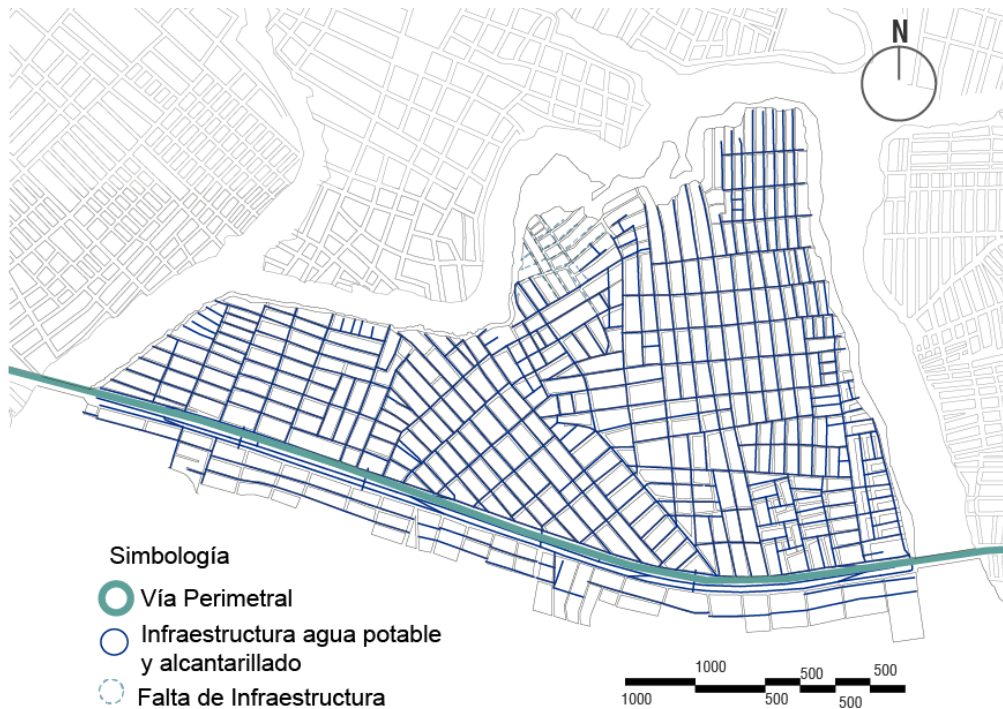 N
Simbología
Vía Perimetral
Infraestructura agua potable
y alcantarillado
Falta de Infraestructura
1000 500 500
1000 500 500